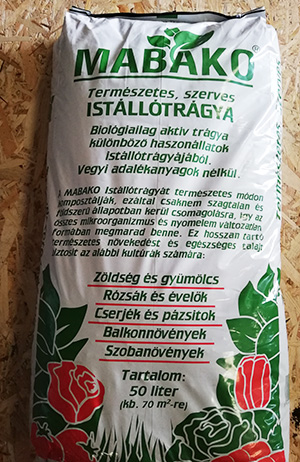 MABAKO®
Természetes, szerves
ISTÁLLÓTRÁGYA
Biológiailag aktív trágya
különböző haszonállatok
istállótrágyájából.
Vegyi adalékanyagok nélkül.
A MABAKO Istállótrágyát természetes módon
komposztálják, ezáltal csaknem szagtalan és
földszerű állapotban kerül csomagolásra, így az
összes mikroorganizmus és nyomelem változatlan
formában megmarad benne. Ez hosszan tartó
természetes növekedést és egészséges talajt
biztosít az alábbi kultúrák számára:
Zöldség és gyümölcs
Rózsák és évelők
Cserjék és pázsitok
Balkonnövények
Szobanövények
Tartalom:
50 liter
(kb. 70 m²-re)